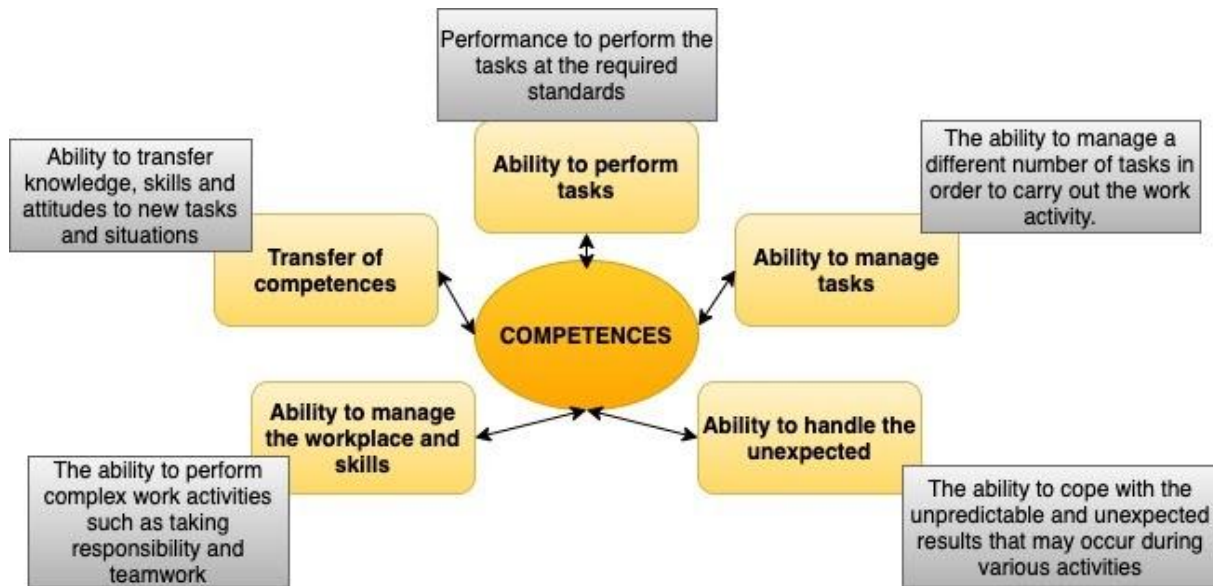 Performance to perform the
tasks at the required
standards
Ability to perform
tasks
The ability to manage a
different number of tasks in
order to carry out the work
activity.
Ability to manage
tasks
Ability to transfer
knowledge, skills and
attitudes to new tasks
and situations
Transfer of
competences
COMPETENCES
Ability to manage
the workplace and
skills
The ability to perform
complex work activities
such as taking
responsibility and
teamwork
Ability to handle the
unexpected
The ability to cope with the
unpredictable and unexpected
results that may occur during
various activities